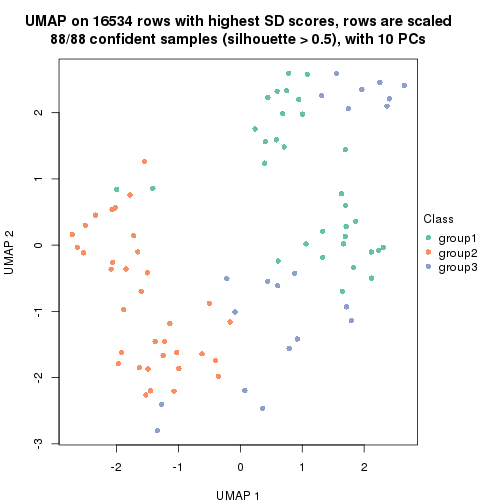 UMAP on 16534 rows with highest SD scores, rows are scaled
88/88 confident samples (silhouette > 0.5), with 10 PCs
2
1
0
-1
-2
-3
UMAP 2
-2
-1
0
1
2
UMAP 1
Class
group1
group2
group3